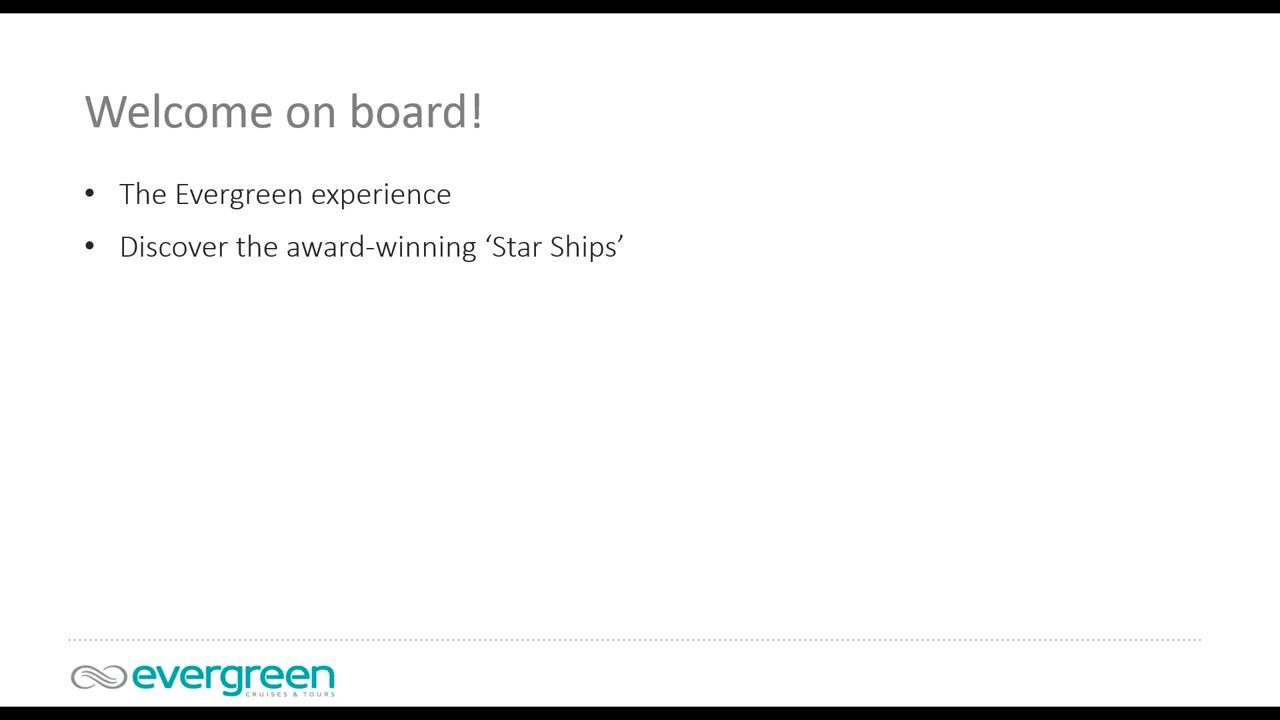 Welcome on board!
• The Evergreen experience
• Discover the award-winning ‘Star Ships’
evergreen
CRUISES & TOURS